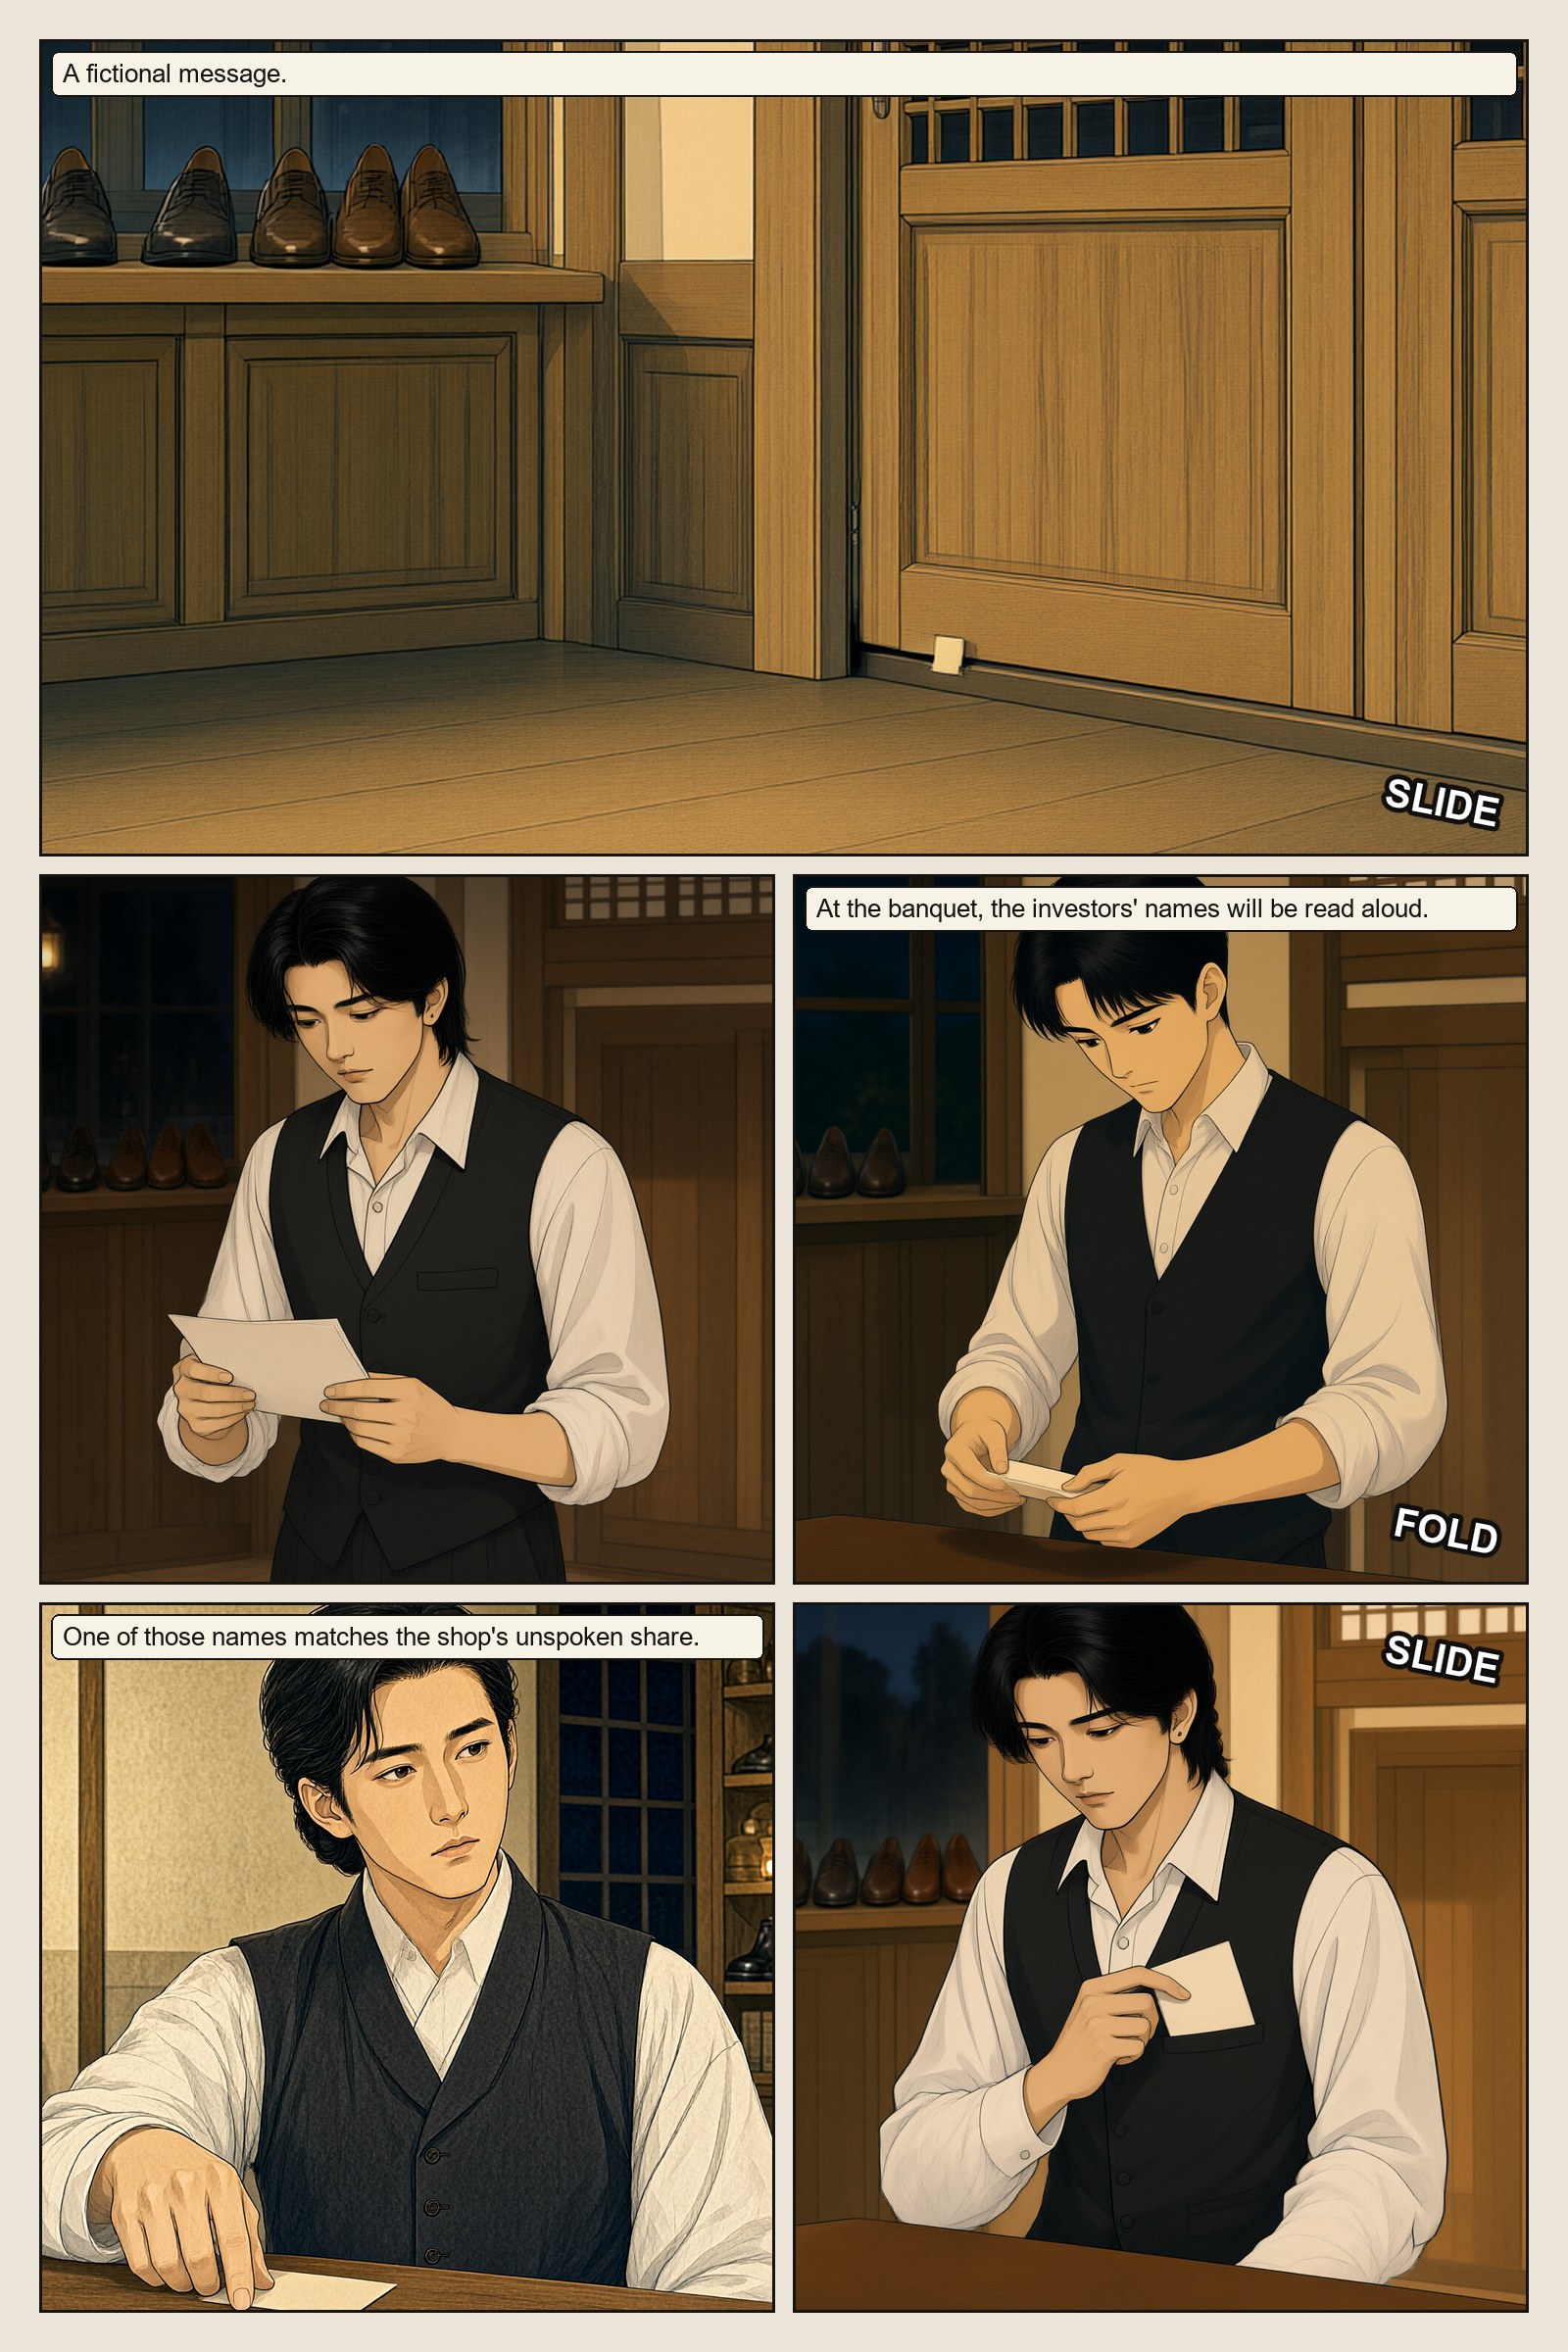 A fictional message.
SLIDE
At the banquet, the investors' names will be read aloud.
FOLD
One of those names matches the shop's unspoken share.
SLIDE